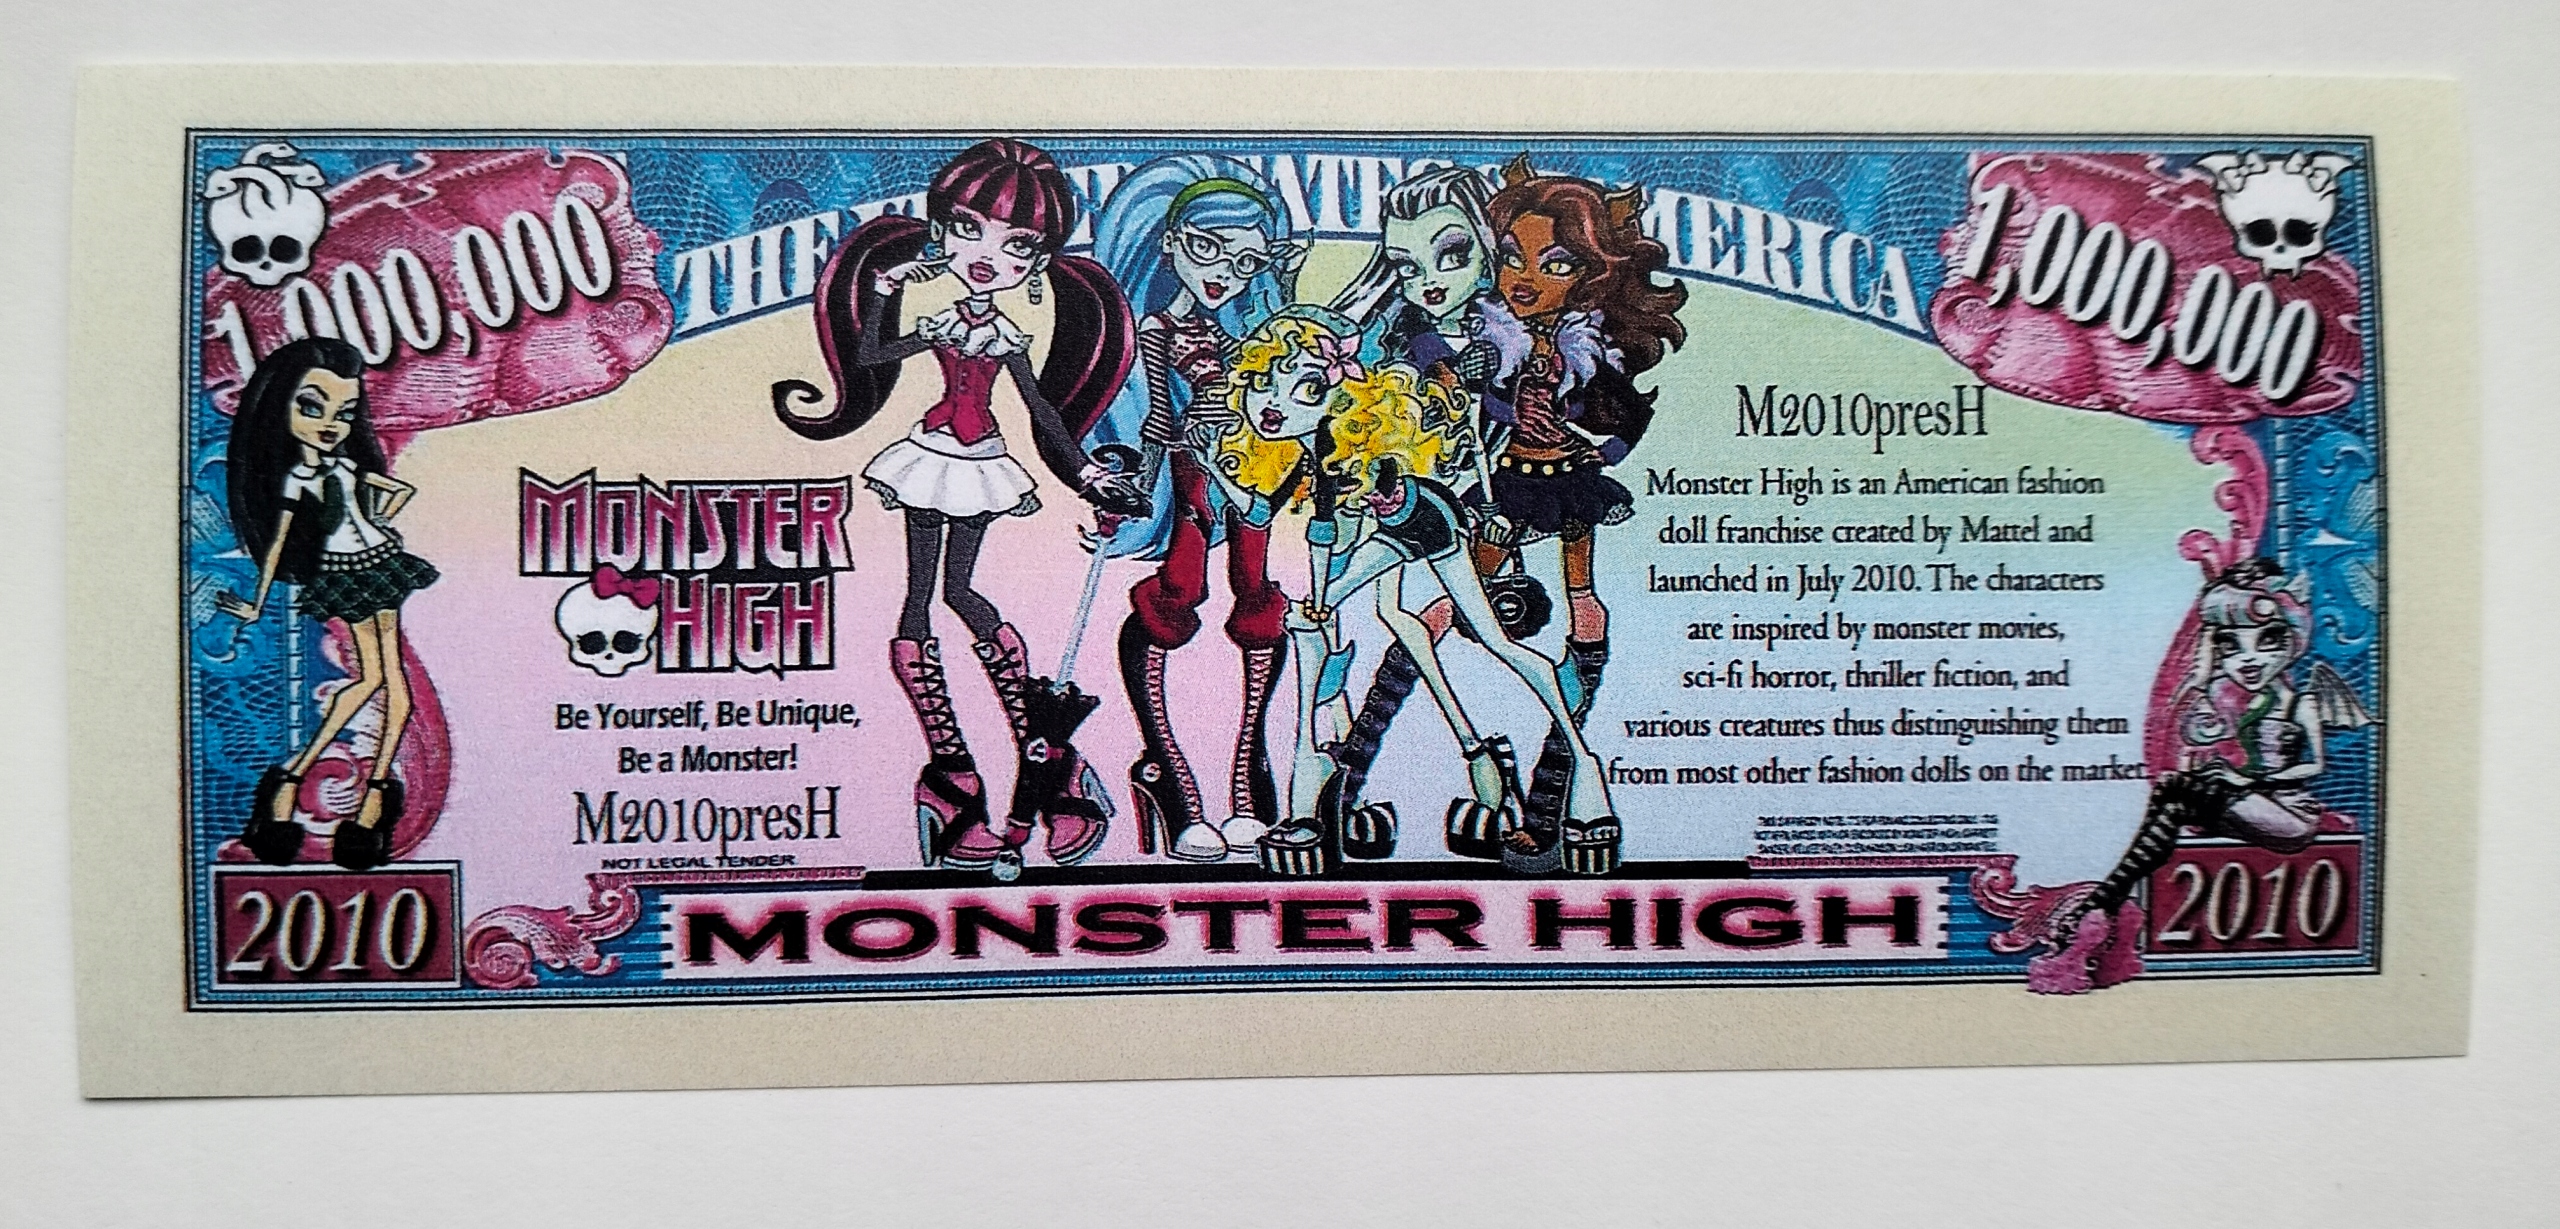 1,000,000
THE STATES AMERICA
1,000,000
MONSTER
HIGH
Be Yourself, Be Unique,
Be a Monster!
M2010presH
NOT LEGAL TENDER
M2010presH
Monster High is an American fashion
doll franchise created by Mattel and
launched in July 2010. The characters
are inspired by monster movies,
sci-fi horror, thriller fiction, and
various creatures thus distinguishing them
from most other fashion dolls on the market
2010
MONSTER HIGH
2010